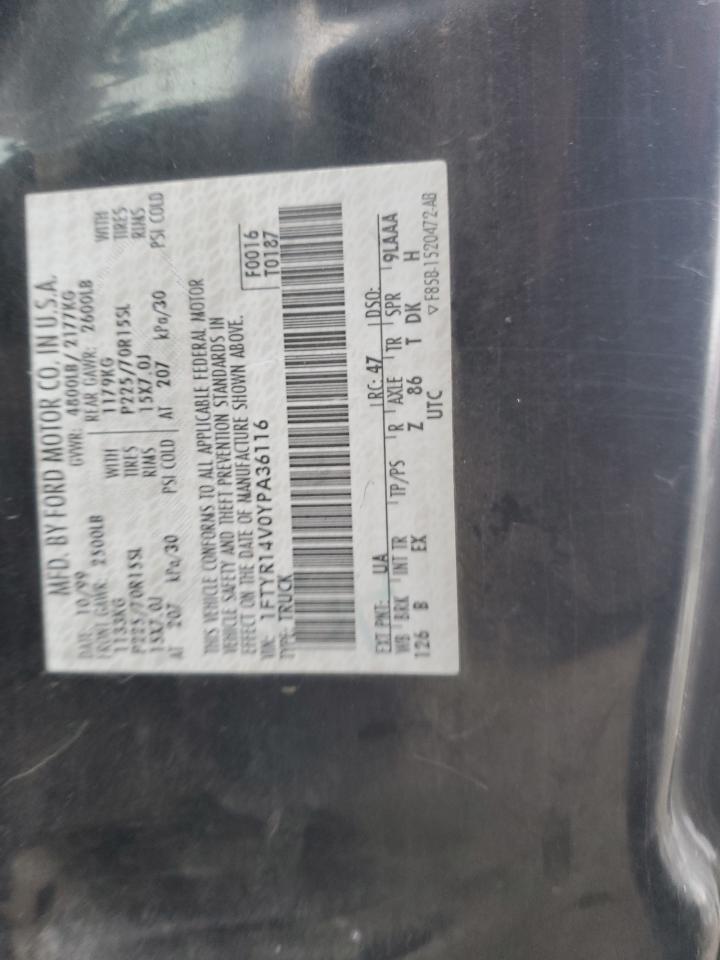 MFD. BY FORD MOTOR CO. IN U.S.A.
DATE: 10/99 GVWR: 4800LB/ 2177KG
FRONT GAWR: 2500LB REAR GAWR: 2600LB
1133KG WITH 1179KG WITH
P225/70R15SL TIRES P225/70R15SL TIRES
15X7.0J RIMS 15X7.0J RIMS
AT 207 kPa/30 PSI COLD AT 207 kPa/30 PSI COLD
THIS VEHICLE CONFORMS TO ALL APPLICABLE FEDERAL MOTOR
VEHICLE SAFETY AND THEFT PREVENTION STANDARDS IN
EFFECT ON THE DATE OF MANUFACTURE SHOWN ABOVE.
VIN: 1FTYR14V0YPA36116 F0016
TYPE: TRUCK T0187
EXT PNT: UA RC: 47 DSO:
WB BRK INT TR TP/PS R AXLE TR SPR 9LAAA
126 B EX Z 86 T DK H
UTC ▽ F85B-1520472-AB